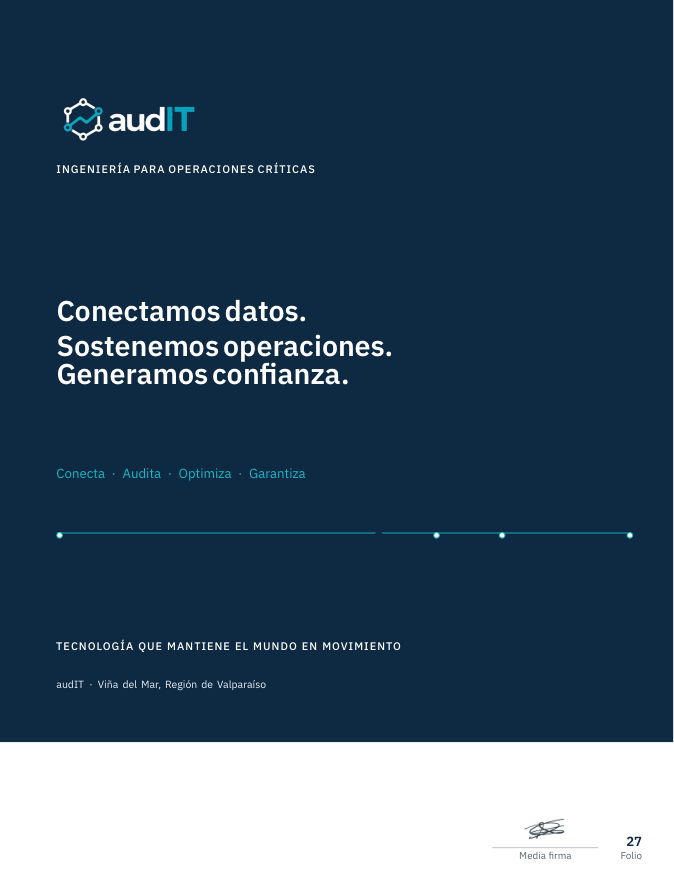 audIT
INGENIERÍA PARA OPERACIONES CRÍTICAS
Conectamos datos.
Sostenemos operaciones.
Generamos confianza.
Conecta · Audita · Optimiza · Garantiza
TECNOLOGÍA QUE MANTIENE EL MUNDO EN MOVIMIENTO
audIT · Viña del Mar, Región de Valparaíso
27
Media firma
Folio